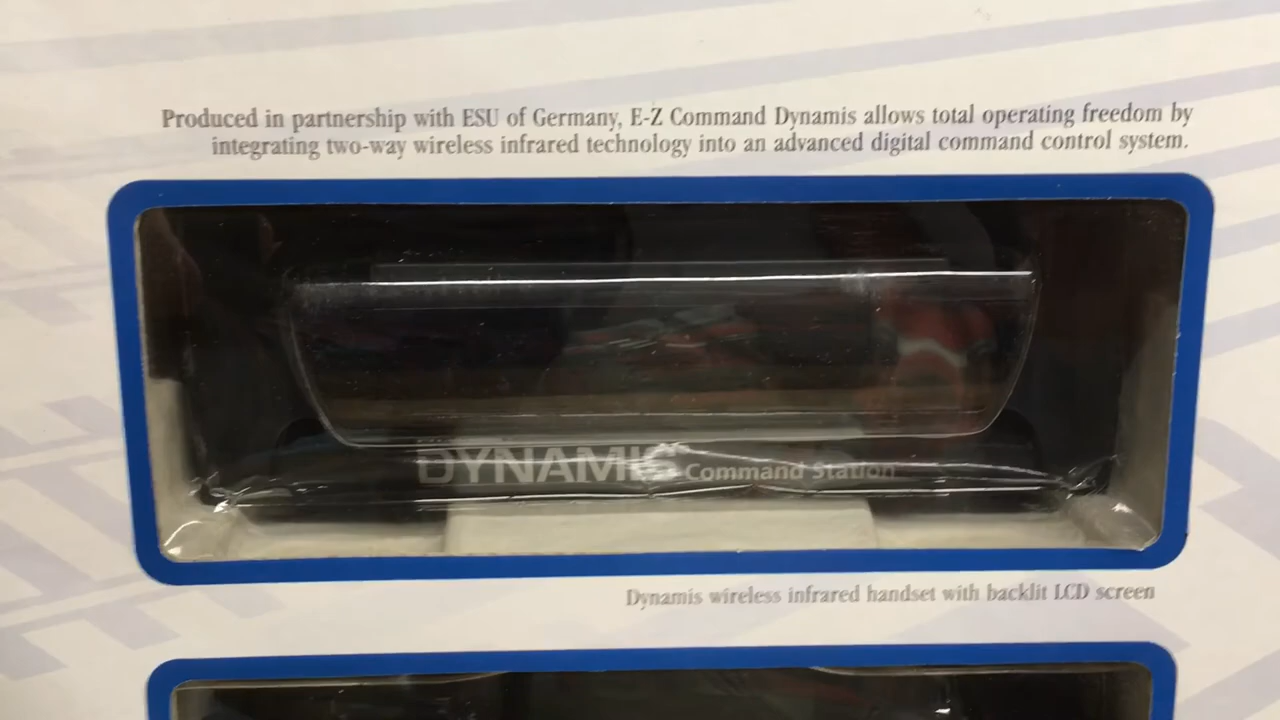 Produced in partnership with ESU of Germany, E-Z Command Dynamis allows total operating freedom by
integrating two-way wireless infrared technology into an advanced digital command control system.
DYNAMIS Command Station
Dynamis wireless infrared handset with backlit LCD screen